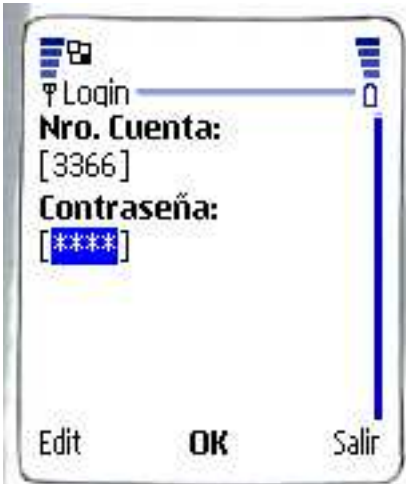 Login
Nro. Cuenta:
[3366]
Contraseña:
[****]
Edit OK Salir